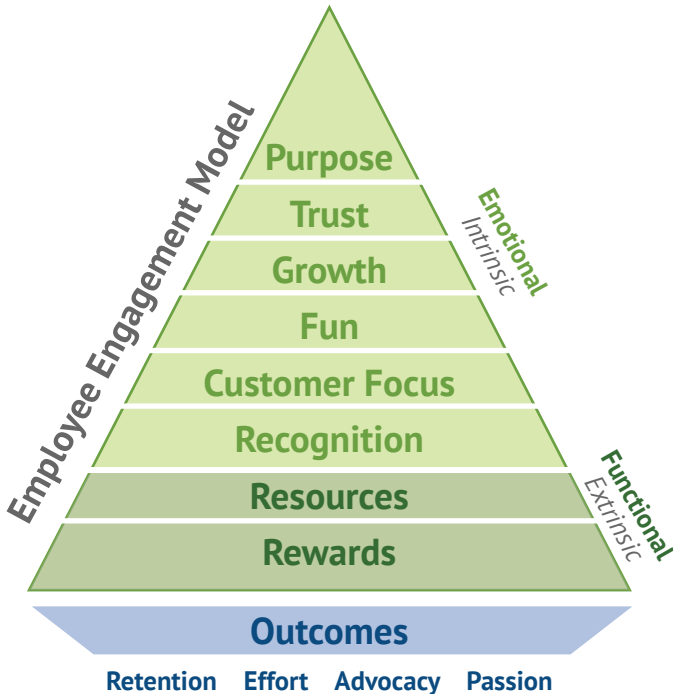 Employee Engagement Model
Purpose
Trust
Growth
Fun
Customer Focus
Recognition
Resources
Rewards
Emotional
Intrinsic
Functional
Extrinsic
Outcomes
Retention Effort Advocacy Passion